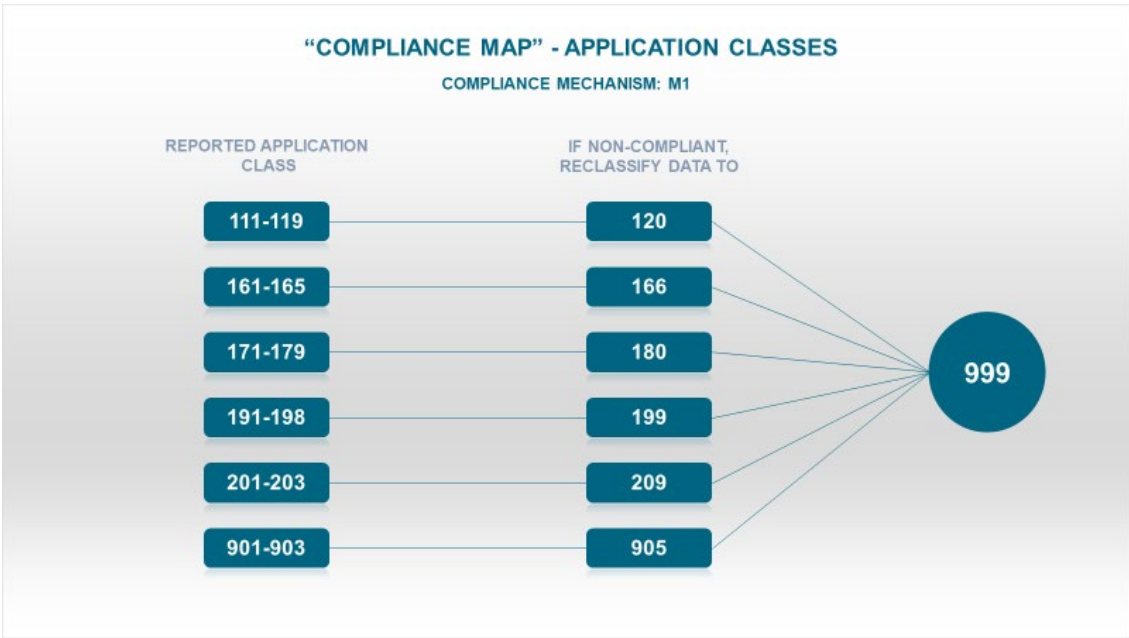 “COMPLIANCE MAP” - APPLICATION CLASSES
COMPLIANCE MECHANISM: M1
REPORTED APPLICATION
CLASS
IF NON-COMPLIANT,
RECLASSIFY DATA TO
111-119
120
161-165
166
171-179
180
999
191-198
199
201-203
209
901-903
905